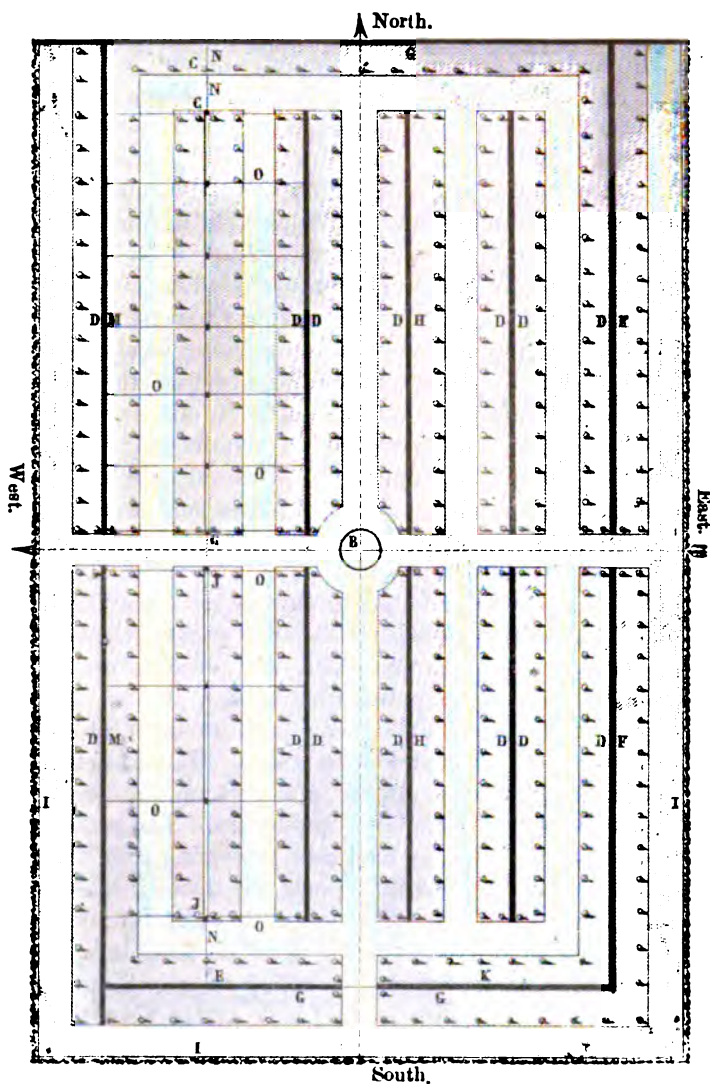 North.
C N
N
C
O
D M D D D H D D D F
O
O
West.
East.
B
J O
D M D D D H D D D F
I I
O
J O
N
E K
G G
I
South.